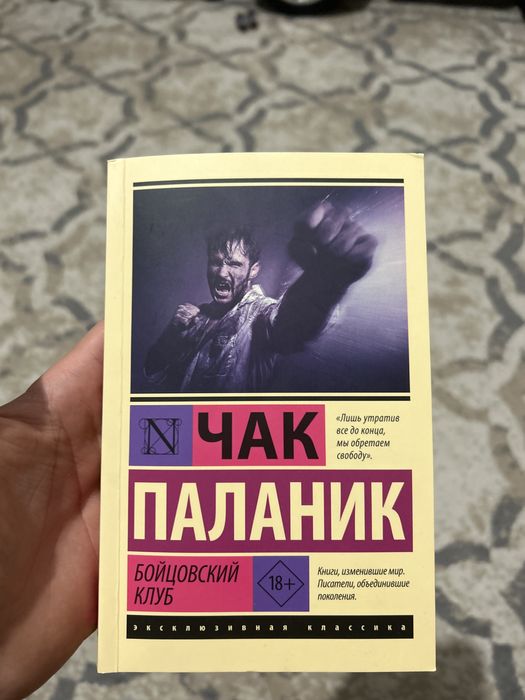 N
ЧАК
«Лишь утратив
все до конца,
мы обретаем
свободу».
ПАЛАНИК
БОЙЦОВСКИЙ
КЛУБ
18+
Книги, изменившие мир.
Писатели, объединившие
поколения.
эксклюзивная классика